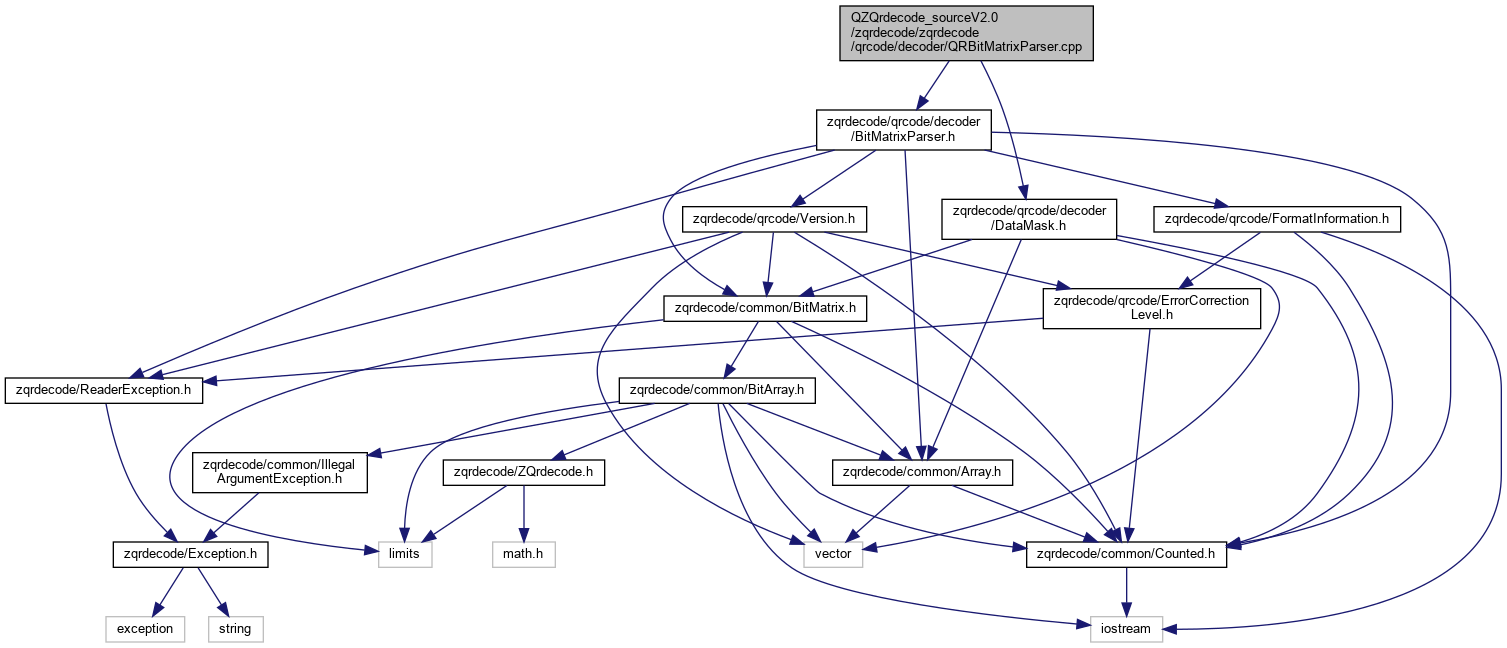 QZQrdecode_sourceV2.0
/zqrdecode/zqrdecode
/qrcode/decoder/QRBitMatrixParser.cpp
zqrdecode/qrcode/decoder
/BitMatrixParser.h
zqrdecode/qrcode/Version.h
zqrdecode/qrcode/decoder
/DataMask.h
zqrdecode/qrcode/FormatInformation.h
zqrdecode/common/BitMatrix.h
zqrdecode/qrcode/ErrorCorrection
Level.h
zqrdecode/ReaderException.h
zqrdecode/common/BitArray.h
zqrdecode/common/Illegal
ArgumentException.h
zqrdecode/ZQrdecode.h
zqrdecode/common/Array.h
zqrdecode/Exception.h
limits
math.h
vector
zqrdecode/common/Counted.h
exception
string
iostream